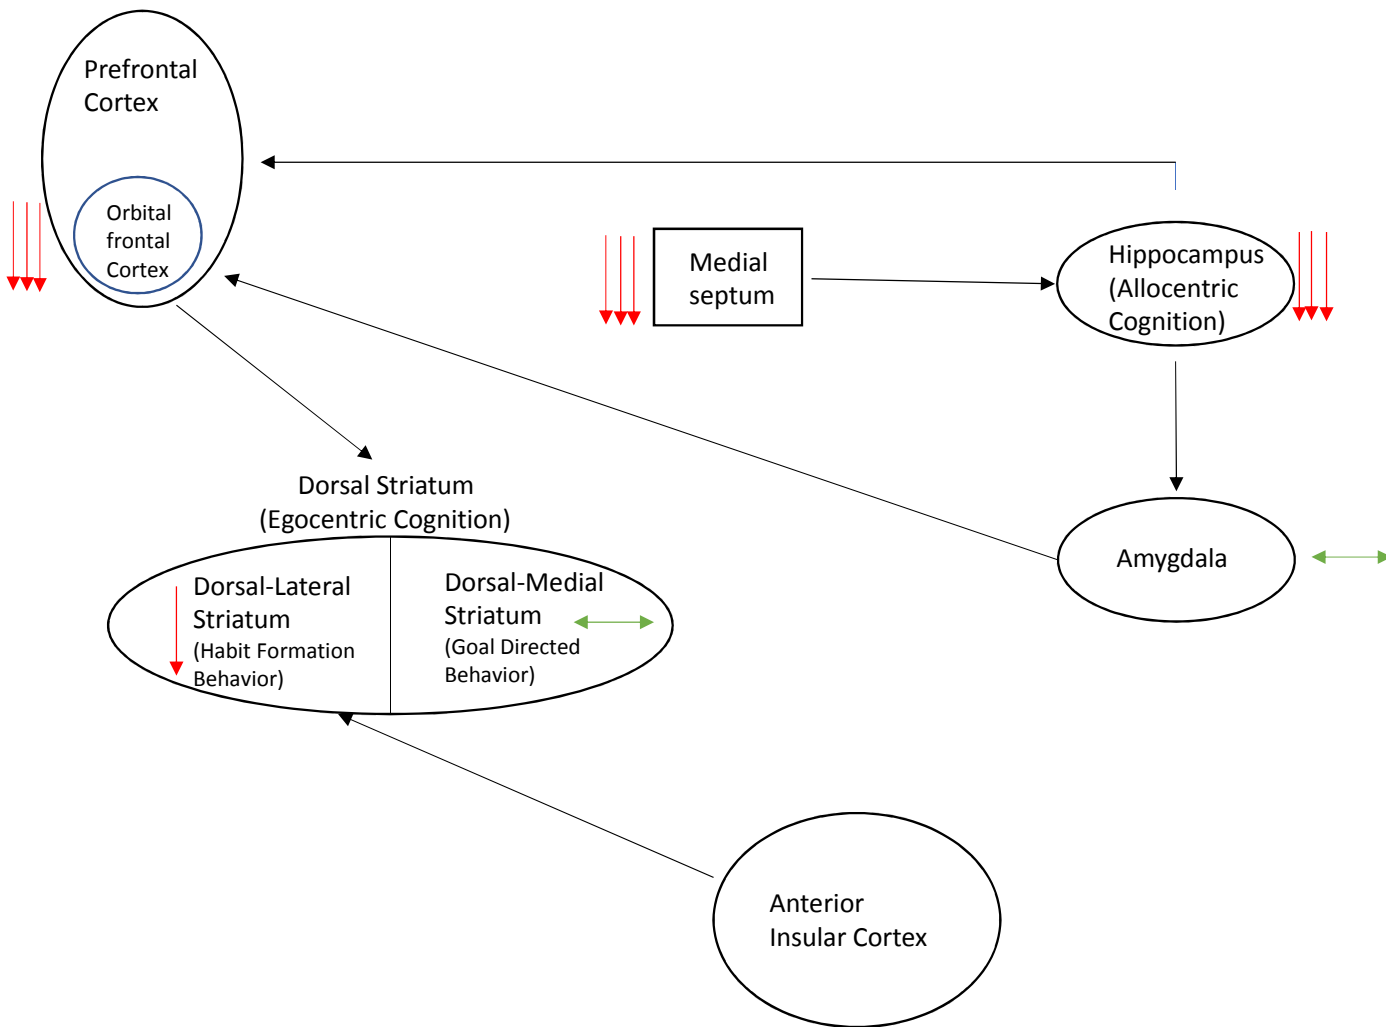 Prefrontal
Cortex
Orbital
frontal
Cortex
Medial
septum
Hippocampus
(Allocentric
Cognition)
Dorsal Striatum
(Egocentric Cognition)
Dorsal-Lateral
Striatum
(Habit Formation
Behavior)
Dorsal-Medial
Striatum
(Goal Directed
Behavior)
Amygdala
Anterior
Insular Cortex